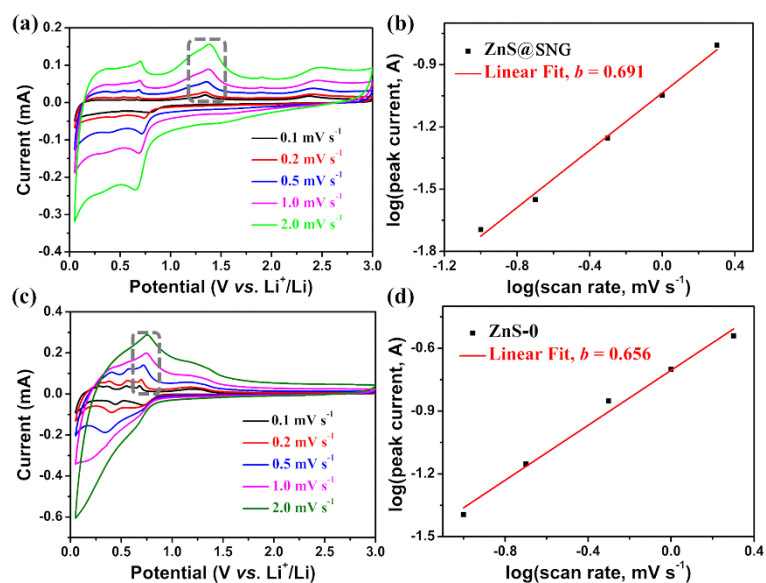 (a)
0.2
0.1
0.0
-0.1
-0.2
-0.3
-0.4
Current (mA)
0.1 mV s⁻¹
0.2 mV s⁻¹
0.5 mV s⁻¹
1.0 mV s⁻¹
2.0 mV s⁻¹
0.0 0.5 1.0 1.5 2.0 2.5 3.0
Potential (V vs. Li⁺/Li)
(b)
-0.9
-1.2
-1.5
-1.8
log(peak current, A)
ZnS@SNG
Linear Fit, b = 0.691
-1.2 -0.8 -0.4 0.0 0.4
log(scan rate, mV s⁻¹)
(c)
0.4
0.2
0.0
-0.2
-0.4
-0.6
Current (mA)
0.1 mV s⁻¹
0.2 mV s⁻¹
0.5 mV s⁻¹
1.0 mV s⁻¹
2.0 mV s⁻¹
0.0 0.5 1.0 1.5 2.0 2.5 3.0
Potential (V vs. Li⁺/Li)
(d)
-0.6
-0.9
-1.2
-1.5
log(peak current, A)
ZnS-0
Linear Fit, b = 0.656
-0.8 -0.4 0.0 0.4
log(scan rate, mV s⁻¹)